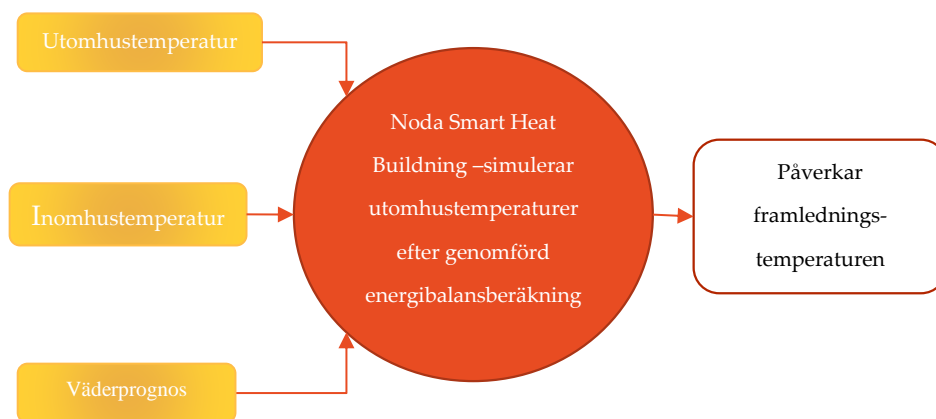 Utomhustemperatur
Inomhustemperatur
Väderprognos
Noda Smart Heat
Buildning –simulerar
utomhustemperaturer
efter genomförd
energibalansberäkning
Påverkar
framlednings-
temperaturen